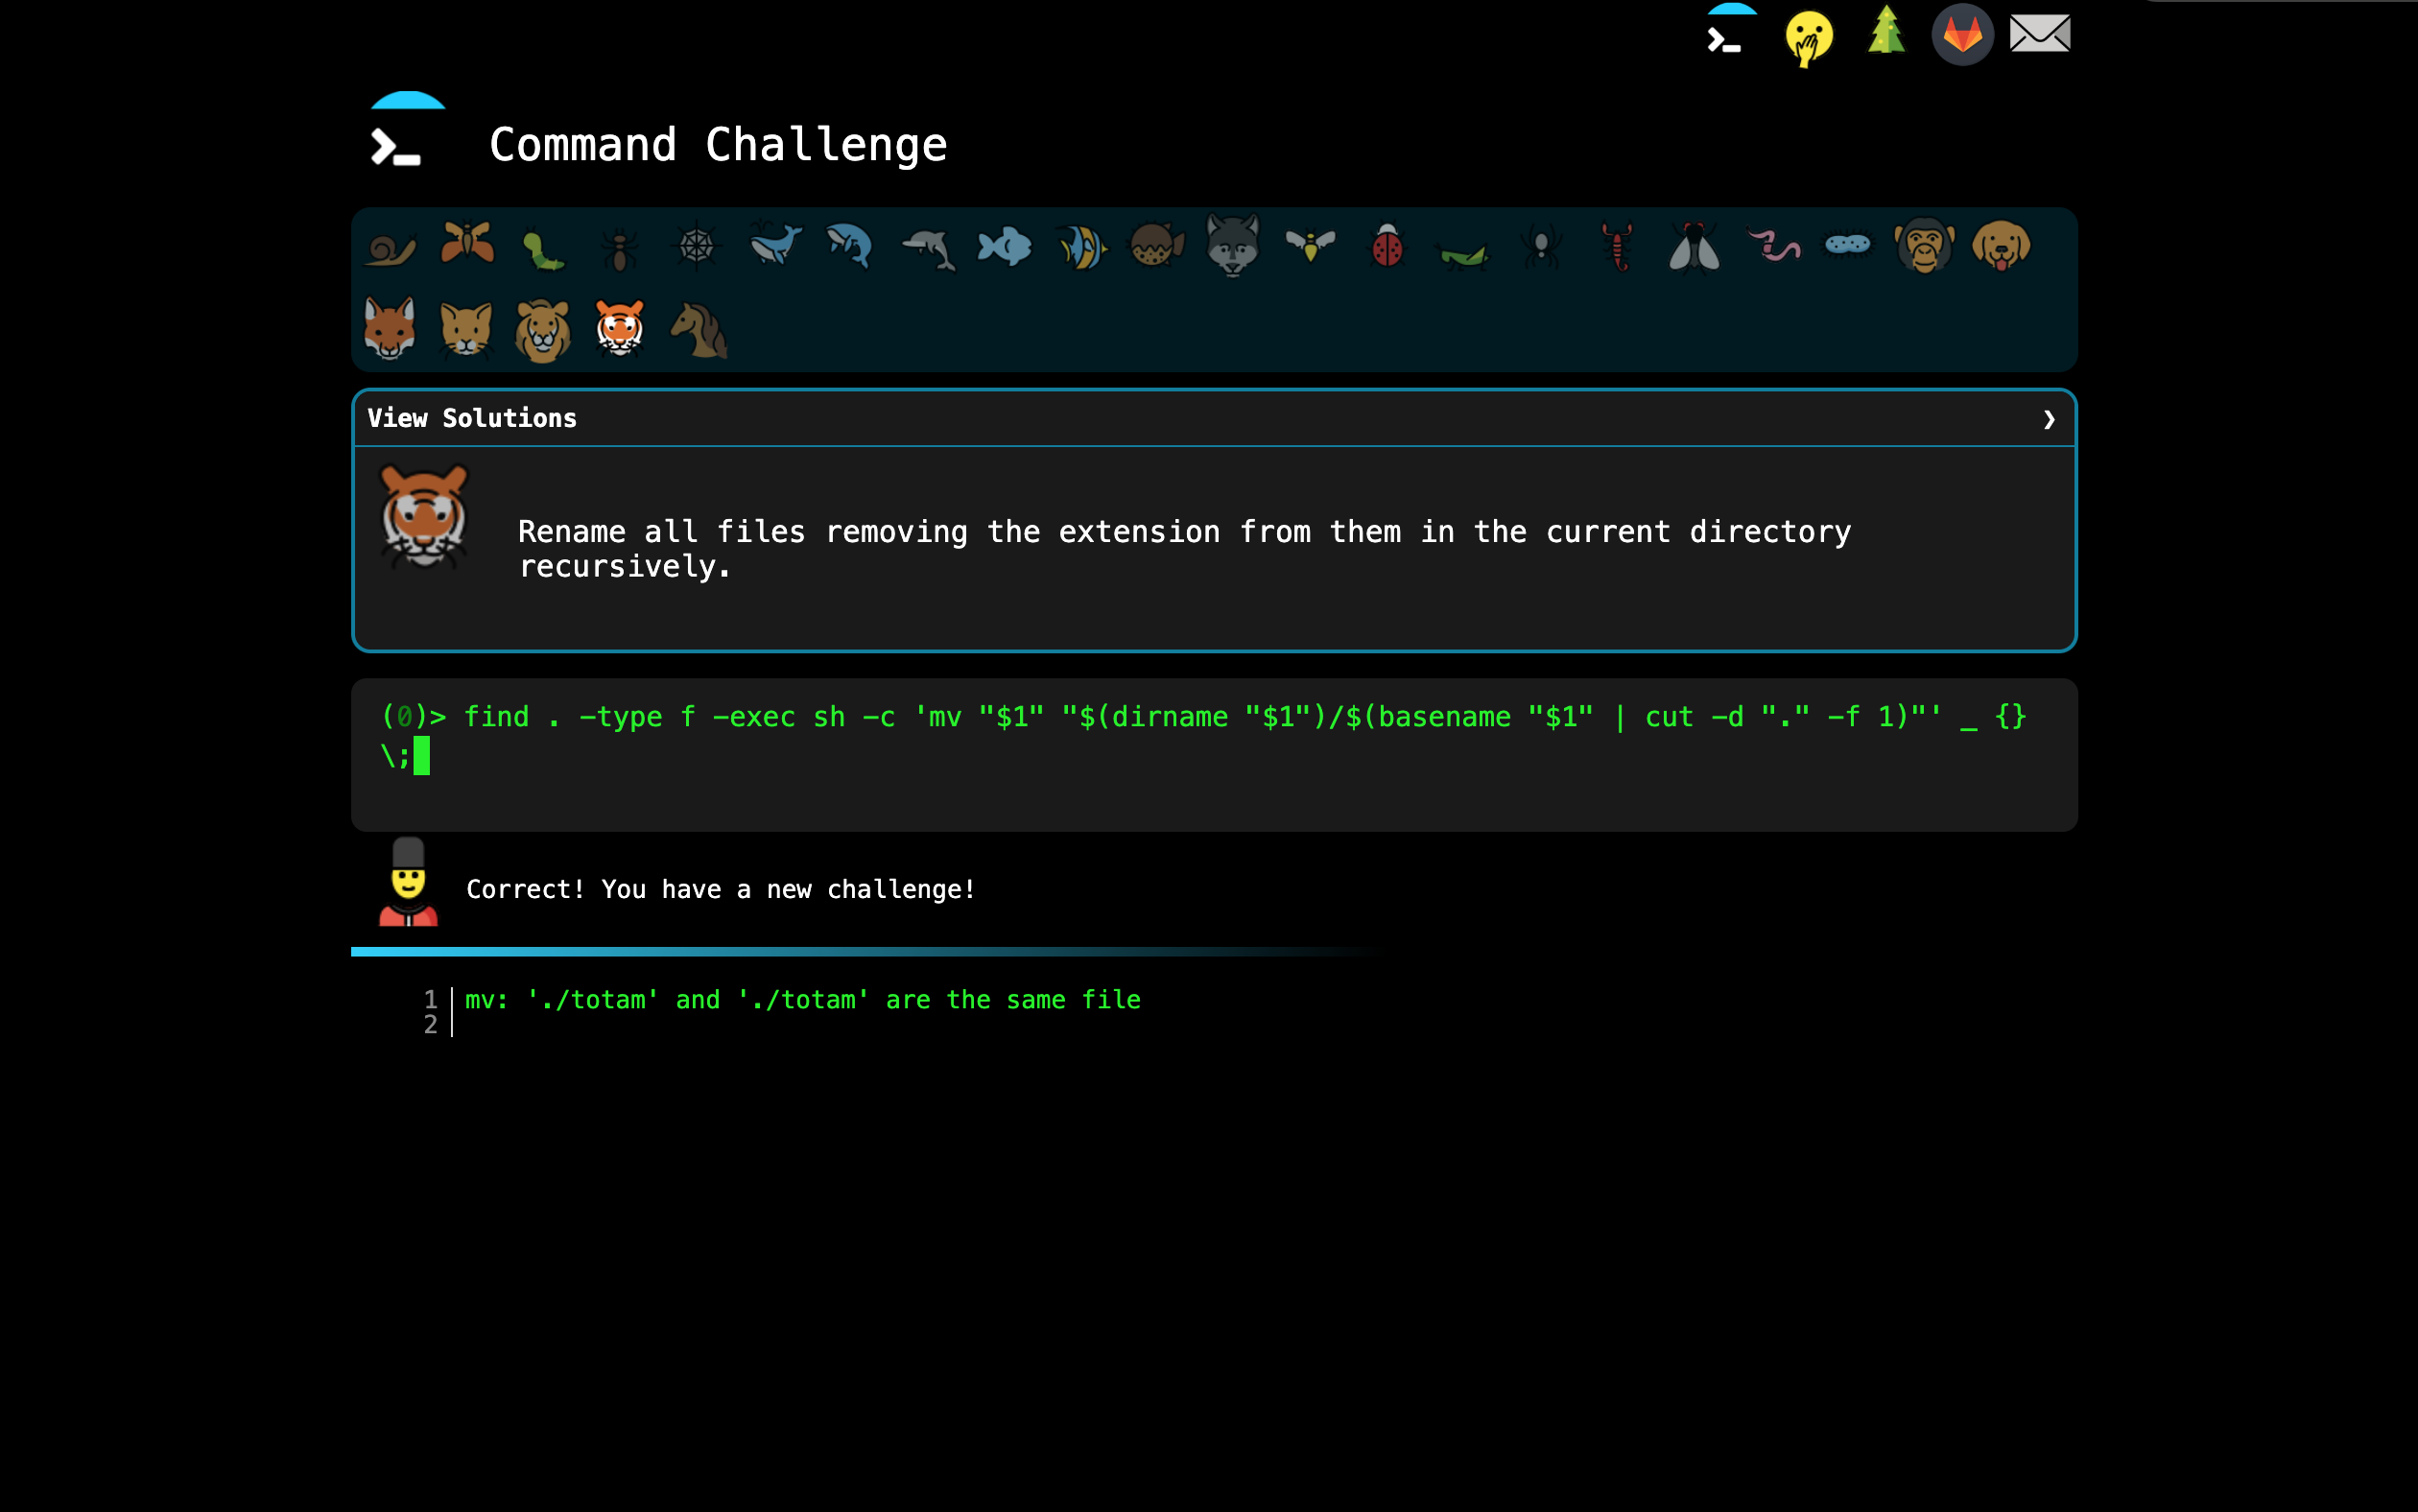 Command Challenge
View Solutions
Rename all files removing the extension from them in the current directory
recursively.
(0)> find . -type f -exec sh -c 'mv "$1" "$(dirname "$1")/$(basename "$1" | cut -d "." -f 1)"' _ {}
\;
Correct! You have a new challenge!
1 mv: './totam' and './totam' are the same file
2